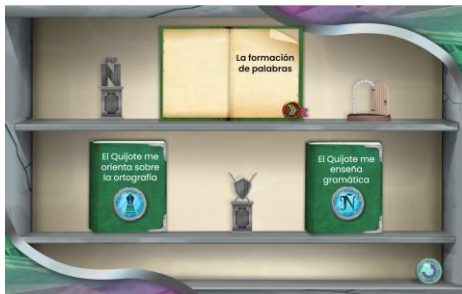 La formación
de palabras
El Quijote me
orienta sobre
la ortografía
El Quijote me
enseña
gramática
Ñ
Ñ